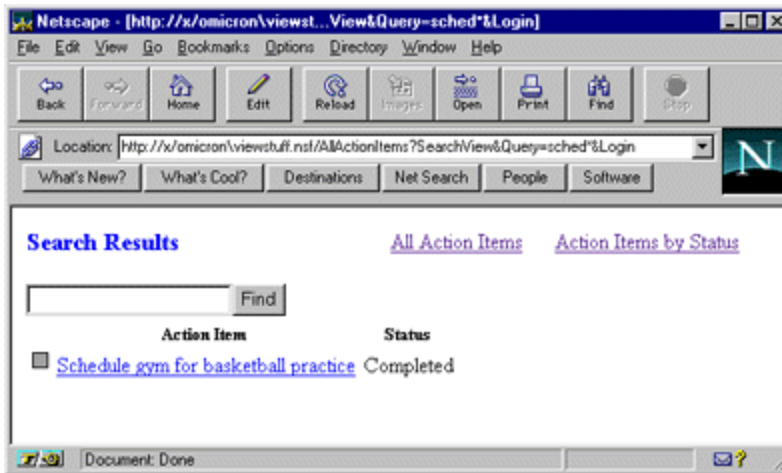 Netscape - [http://x/omicron\viewst...View&Query=sched*&Login]
File Edit View Go Bookmarks Options Directory Window Help
Back Forward Home Edit Reload Images Open Print Find Stop
Location: http://x/omicron\viewstuff.nsf/AllActionItems?SearchView&Query=sched*&Login
N
What's New? What's Cool? Destinations Net Search People Software
Search Results All Action Items Action Items by Status
Find
Action Item Status
Schedule gym for basketball practice Completed
Document: Done